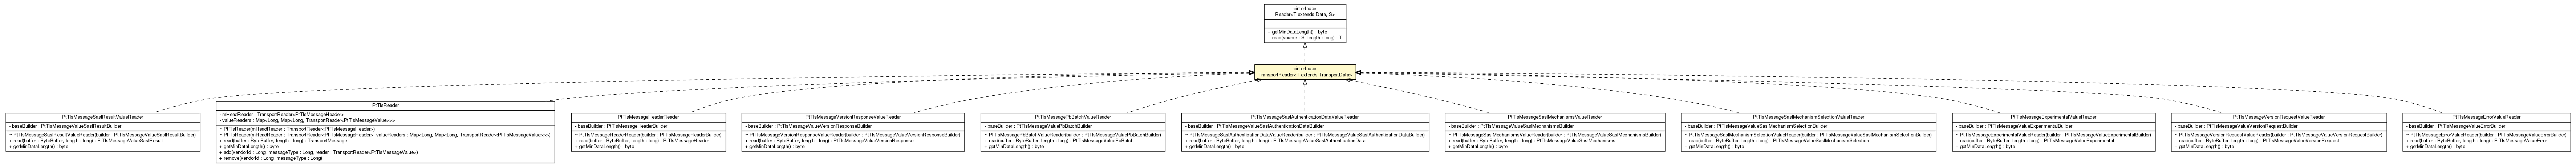 «interface»
Reader<T extends Data, S>
+ getMinDataLength() : byte
+ read(source : S, length : long) : T
«interface»
TransportReader<T extends TransportData>
PtTlsMessageSaslResultValueReader
- baseBuilder : PtTlsMessageValueSaslResultBuilder
~ PtTlsMessageSaslResultValueReader(builder : PtTlsMessageValueSaslResultBuilder)
+ read(buffer : ByteBuffer, length : long) : PtTlsMessageValueSaslResult
+ getMinDataLength() : byte
PtTlsReader
- mHeadReader : TransportReader<PtTlsMessageHeader>
- valueReaders : Map<Long, Map<Long, TransportReader<PtTlsMessageValue>>>
~ PtTlsReader(mHeadReader : TransportReader<PtTlsMessageHeader>)
~ PtTlsReader(mHeadReader : TransportReader<PtTlsMessageHeader>, valueReaders : Map<Long, Map<Long, TransportReader<PtTlsMessageValue>>>)
+ read(buffer : ByteBuffer, length : long) : TransportMessage
+ getMinDataLength() : byte
+ add(vendorId : Long, messageType : Long, reader : TransportReader<PtTlsMessageValue>)
+ remove(vendorId : Long, messageType : Long)
PtTlsMessageHeaderReader
- baseBuilder : PtTlsMessageHeaderBuilder
~ PtTlsMessageHeaderReader(builder : PtTlsMessageHeaderBuilder)
+ read(buffer : ByteBuffer, length : long) : PtTlsMessageHeader
+ getMinDataLength() : byte
PtTlsMessageVersionResponseValueReader
- baseBuilder : PtTlsMessageValueVersionResponseBuilder
~ PtTlsMessageVersionResponseValueReader(builder : PtTlsMessageValueVersionResponseBuilder)
+ read(buffer : ByteBuffer, length : long) : PtTlsMessageValueVersionResponse
+ getMinDataLength() : byte
PtTlsMessagePbBatchValueReader
- baseBuilder : PtTlsMessageValuePbBatchBuilder
~ PtTlsMessagePbBatchValueReader(builder : PtTlsMessageValuePbBatchBuilder)
+ read(buffer : ByteBuffer, length : long) : PtTlsMessageValuePbBatch
+ getMinDataLength() : byte
PtTlsMessageSaslAuthenticationDataValueReader
- baseBuilder : PtTlsMessageValueSaslAuthenticationDataBuilder
~ PtTlsMessageSaslAuthenticationDataValueReader(builder : PtTlsMessageValueSaslAuthenticationDataBuilder)
+ read(buffer : ByteBuffer, length : long) : PtTlsMessageValueSaslAuthenticationData
+ getMinDataLength() : byte
PtTlsMessageSaslMechanismsValueReader
- baseBuilder : PtTlsMessageValueSaslMechanismsBuilder
~ PtTlsMessageSaslMechanismsValueReader(builder : PtTlsMessageValueSaslMechanismsBuilder)
+ read(buffer : ByteBuffer, length : long) : PtTlsMessageValueSaslMechanisms
+ getMinDataLength() : byte
PtTlsMessageSaslMechanismSelectionValueReader
- baseBuilder : PtTlsMessageValueSaslMechanismSelectionBuilder
~ PtTlsMessageSaslMechanismSelectionValueReader(builder : PtTlsMessageValueSaslMechanismSelectionBuilder)
+ read(buffer : ByteBuffer, length : long) : PtTlsMessageValueSaslMechanismSelection
+ getMinDataLength() : byte
PtTlsMessageExperimentalValueReader
- baseBuilder : PtTlsMessageValueExperimentalBuilder
~ PtTlsMessageExperimentalValueReader(builder : PtTlsMessageValueExperimentalBuilder)
+ read(buffer : ByteBuffer, length : long) : PtTlsMessageValueExperimental
+ getMinDataLength() : byte
PtTlsMessageVersionRequestValueReader
- baseBuilder : PtTlsMessageValueVersionRequestBuilder
~ PtTlsMessageVersionRequestValueReader(builder : PtTlsMessageValueVersionRequestBuilder)
+ read(buffer : ByteBuffer, length : long) : PtTlsMessageValueVersionRequest
+ getMinDataLength() : byte
PtTlsMessageErrorValueReader
- baseBuilder : PtTlsMessageValueErrorBuilder
~ PtTlsMessageErrorValueReader(builder : PtTlsMessageValueErrorBuilder)
+ read(buffer : ByteBuffer, length : long) : PtTlsMessageValueError
+ getMinDataLength() : byte